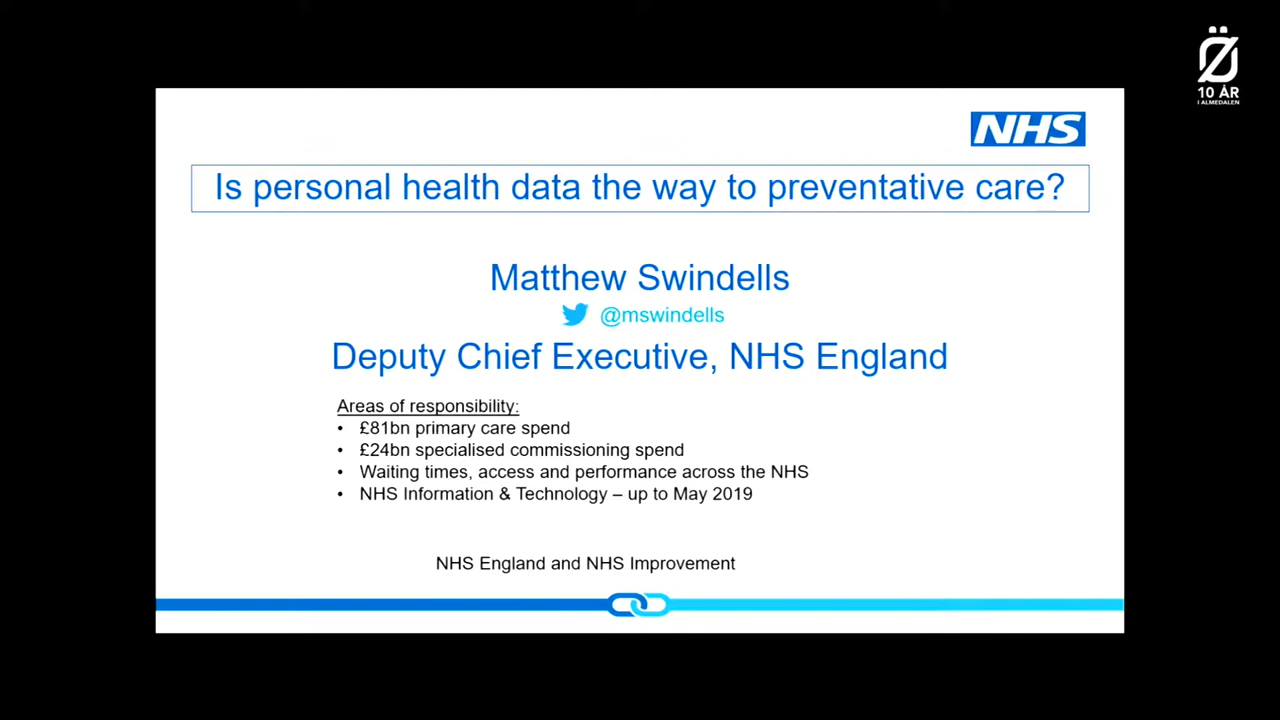 10 ÅR
I ALMEDALEN
NHS
Is personal health data the way to preventative care?
Matthew Swindells
@mswindells
Deputy Chief Executive, NHS England
Areas of responsibility:
• £81bn primary care spend
• £24bn specialised commissioning spend
• Waiting times, access and performance across the NHS
• NHS Information & Technology – up to May 2019
NHS England and NHS Improvement